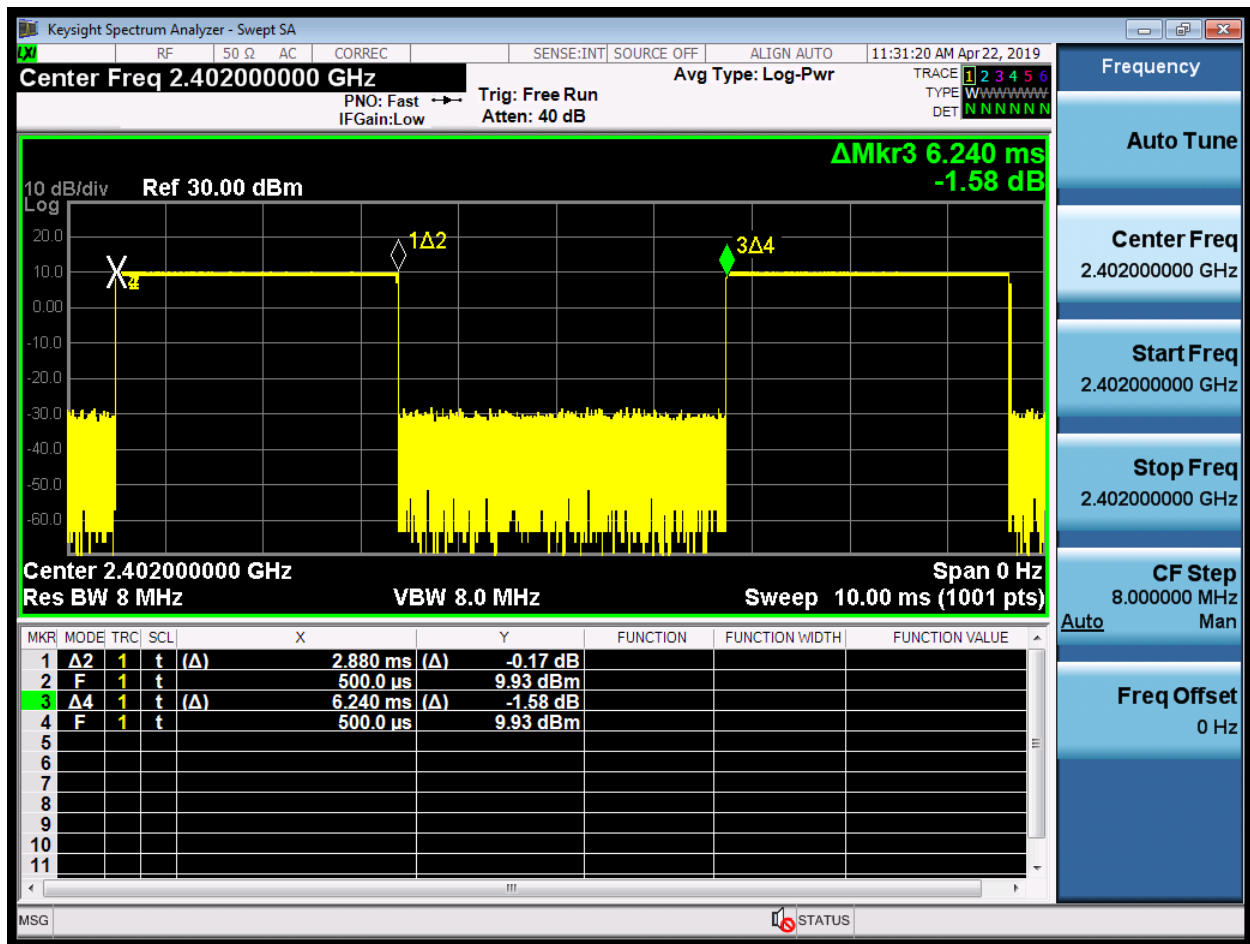 Keysight Spectrum Analyzer - Swept SA
LXI RF 50 Ω AC CORREC SENSE:INT SOURCE OFF ALIGN AUTO 11:31:20 AM Apr 22, 2019
Center Freq 2.402000000 GHz
PNO: Fast
IFGain:Low
Trig: Free Run
Atten: 40 dB
Avg Type: Log-Pwr
TRACE 1 2 3 4 5 6
TYPE WWWWWW
DET N N N N N N
ΔMkr3 6.240 ms
-1.58 dB
10 dB/div Ref 30.00 dBm
Log
20.0
10.0
0.00
-10.0
-20.0
-30.0
-40.0
-50.0
-60.0
1Δ2
3Δ4
4
Center 2.402000000 GHz Span 0 Hz
Res BW 8 MHz VBW 8.0 MHz Sweep 10.00 ms (1001 pts)
MKR MODE TRC SCL X Y FUNCTION FUNCTION WIDTH FUNCTION VALUE
1 Δ2 1 t (Δ) 2.880 ms (Δ) -0.17 dB
2 F 1 t 500.0 µs 9.93 dBm
3 Δ4 1 t (Δ) 6.240 ms (Δ) -1.58 dB
4 F 1 t 500.0 µs 9.93 dBm
5
6
7
8
9
10
11
MSG STATUS
Frequency
Auto Tune
Center Freq
2.402000000 GHz
Start Freq
2.402000000 GHz
Stop Freq
2.402000000 GHz
CF Step
8.000000 MHz
Auto Man
Freq Offset
0 Hz